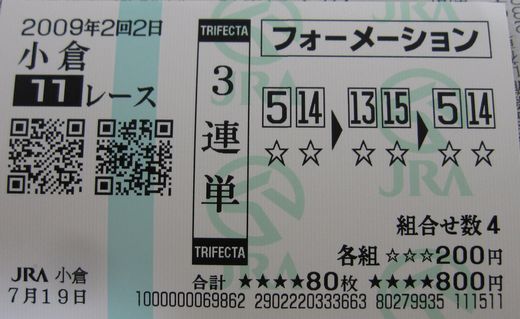 2009年2回2日
小倉
11レース
JRA 小倉
7月19日
TRIFECTA
3連単
TRIFECTA
フォーメーション
5 14 ▶ 13 15 ▶ 5 14
☆ ☆ ☆ ☆ ☆ ☆
組合せ数 4
各組 ☆☆☆200円
合計 ★★★★80枚 ★★★★800円
1000000069862 2902220333663 80279935 111511
JRA
JRA